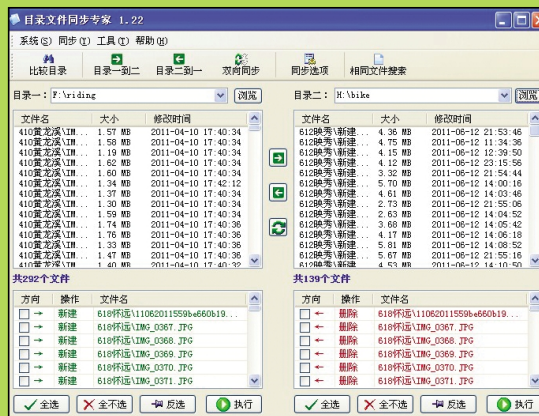 目录文件同步专家 1.22
系统(S) 同步(Y) 工具(T) 帮助(H)
比较目录 目录一到二 目录二到一 双向同步 同步选项 相同文件搜索
目录一: F:\riding 浏览 目录二: H:\bike 浏览
文件名 大小 修改时间
410黄龙溪\IM... 1.57 MB 2011-04-10 17:40:34
410黄龙溪\IM... 1.58 MB 2011-04-10 17:40:34
410黄龙溪\IM... 1.19 MB 2011-04-10 17:40:34
410黄龙溪\IM... 1.62 MB 2011-04-10 17:40:34
410黄龙溪\IM... 1.60 MB 2011-04-10 17:40:34
410黄龙溪\IM... 1.34 MB 2011-04-10 17:42:12
410黄龙溪\IM... 1.37 MB 2011-04-10 17:40:34
410黄龙溪\IM... 1.30 MB 2011-04-10 17:40:34
410黄龙溪\IM... 1.59 MB 2011-04-10 17:40:34
410黄龙溪\IM... 1.74 MB 2011-04-10 17:40:36
410黄龙溪\IM... 1.76 MB 2011-04-10 17:40:36
410黄龙溪\IM... 1.33 MB 2011-04-10 17:40:36
410黄龙溪\IM... 1.47 MB 2011-04-10 17:40:36
410黄龙溪\IM... 1.40 MB 2011-04-10 17:40:32
共292个文件
文件名 大小 修改时间
612映秀\新建... 4.36 MB 2011-06-12 21:53:46
612映秀\新建... 4.75 MB 2011-06-12 11:34:36
612映秀\新建... 4.15 MB 2011-06-12 12:39:50
612映秀\新建... 4.12 MB 2011-06-12 23:15:56
612映秀\新建... 3.32 MB 2011-06-12 21:54:44
612映秀\新建... 5.70 MB 2011-06-12 14:00:16
612映秀\新建... 4.61 MB 2011-06-12 14:03:46
612映秀\新建... 2.73 MB 2011-06-12 21:55:06
612映秀\新建... 2.63 MB 2011-06-12 14:04:52
612映秀\新建... 3.68 MB 2011-06-12 14:05:42
612映秀\新建... 4.17 MB 2011-06-12 14:06:18
612映秀\新建... 5.81 MB 2011-06-12 14:08:52
612映秀\新建... 5.67 MB 2011-06-12 21:55:16
612映秀\新建... 4.53 MB 2011-06-12 14:10:50
共139个文件
方向 操作 文件名
→ 新建 618怀远\11062011559be660b19...
→ 新建 618怀远\IMG_0367.JPG
→ 新建 618怀远\IMG_0368.JPG
→ 新建 618怀远\IMG_0369.JPG
→ 新建 618怀远\IMG_0370.JPG
→ 新建 618怀远\IMG_0371.JPG
全选 全不选 反选 执行
方向 操作 文件名
← 删除 618怀远\11062011559be660b19...
← 删除 618怀远\IMG_0367.JPG
← 删除 618怀远\IMG_0368.JPG
← 删除 618怀远\IMG_0369.JPG
← 删除 618怀远\IMG_0370.JPG
← 删除 618怀远\IMG_0371.JPG
全选 全不选 反选 执行